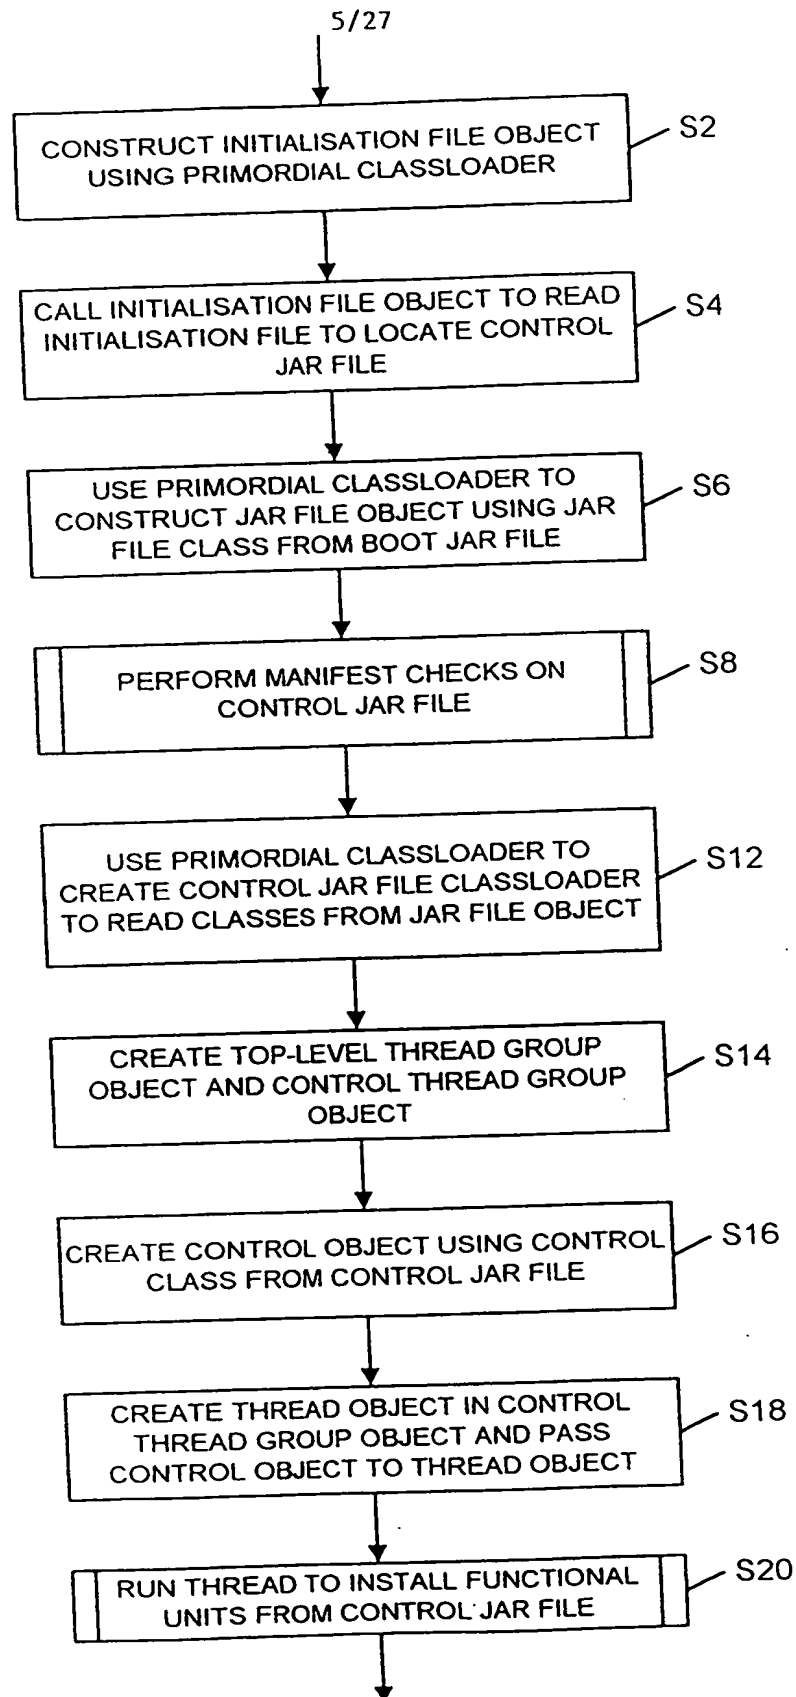 5/27
CONSTRUCT INITIALISATION FILE OBJECT
USING PRIMORDIAL CLASSLOADER
S2
CALL INITIALISATION FILE OBJECT TO READ
INITIALISATION FILE TO LOCATE CONTROL
JAR FILE
S4
USE PRIMORDIAL CLASSLOADER TO
CONSTRUCT JAR FILE OBJECT USING JAR
FILE CLASS FROM BOOT JAR FILE
S6
PERFORM MANIFEST CHECKS ON
CONTROL JAR FILE
S8
USE PRIMORDIAL CLASSLOADER TO
CREATE CONTROL JAR FILE CLASSLOADER
TO READ CLASSES FROM JAR FILE OBJECT
S12
CREATE TOP-LEVEL THREAD GROUP
OBJECT AND CONTROL THREAD GROUP
OBJECT
S14
CREATE CONTROL OBJECT USING CONTROL
CLASS FROM CONTROL JAR FILE
S16
CREATE THREAD OBJECT IN CONTROL
THREAD GROUP OBJECT AND PASS
CONTROL OBJECT TO THREAD OBJECT
S18
RUN THREAD TO INSTALL FUNCTIONAL
UNITS FROM CONTROL JAR FILE
S20